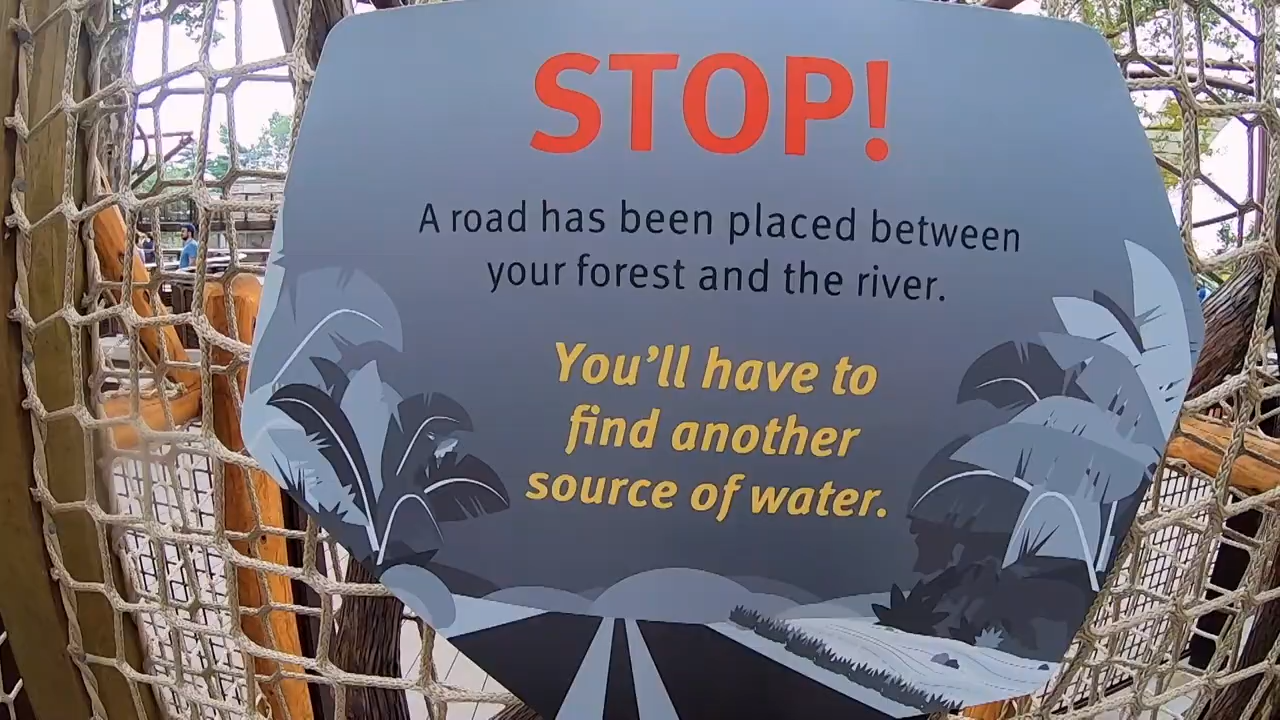 STOP!
A road has been placed between
your forest and the river.
You'll have to
find another
source of water.